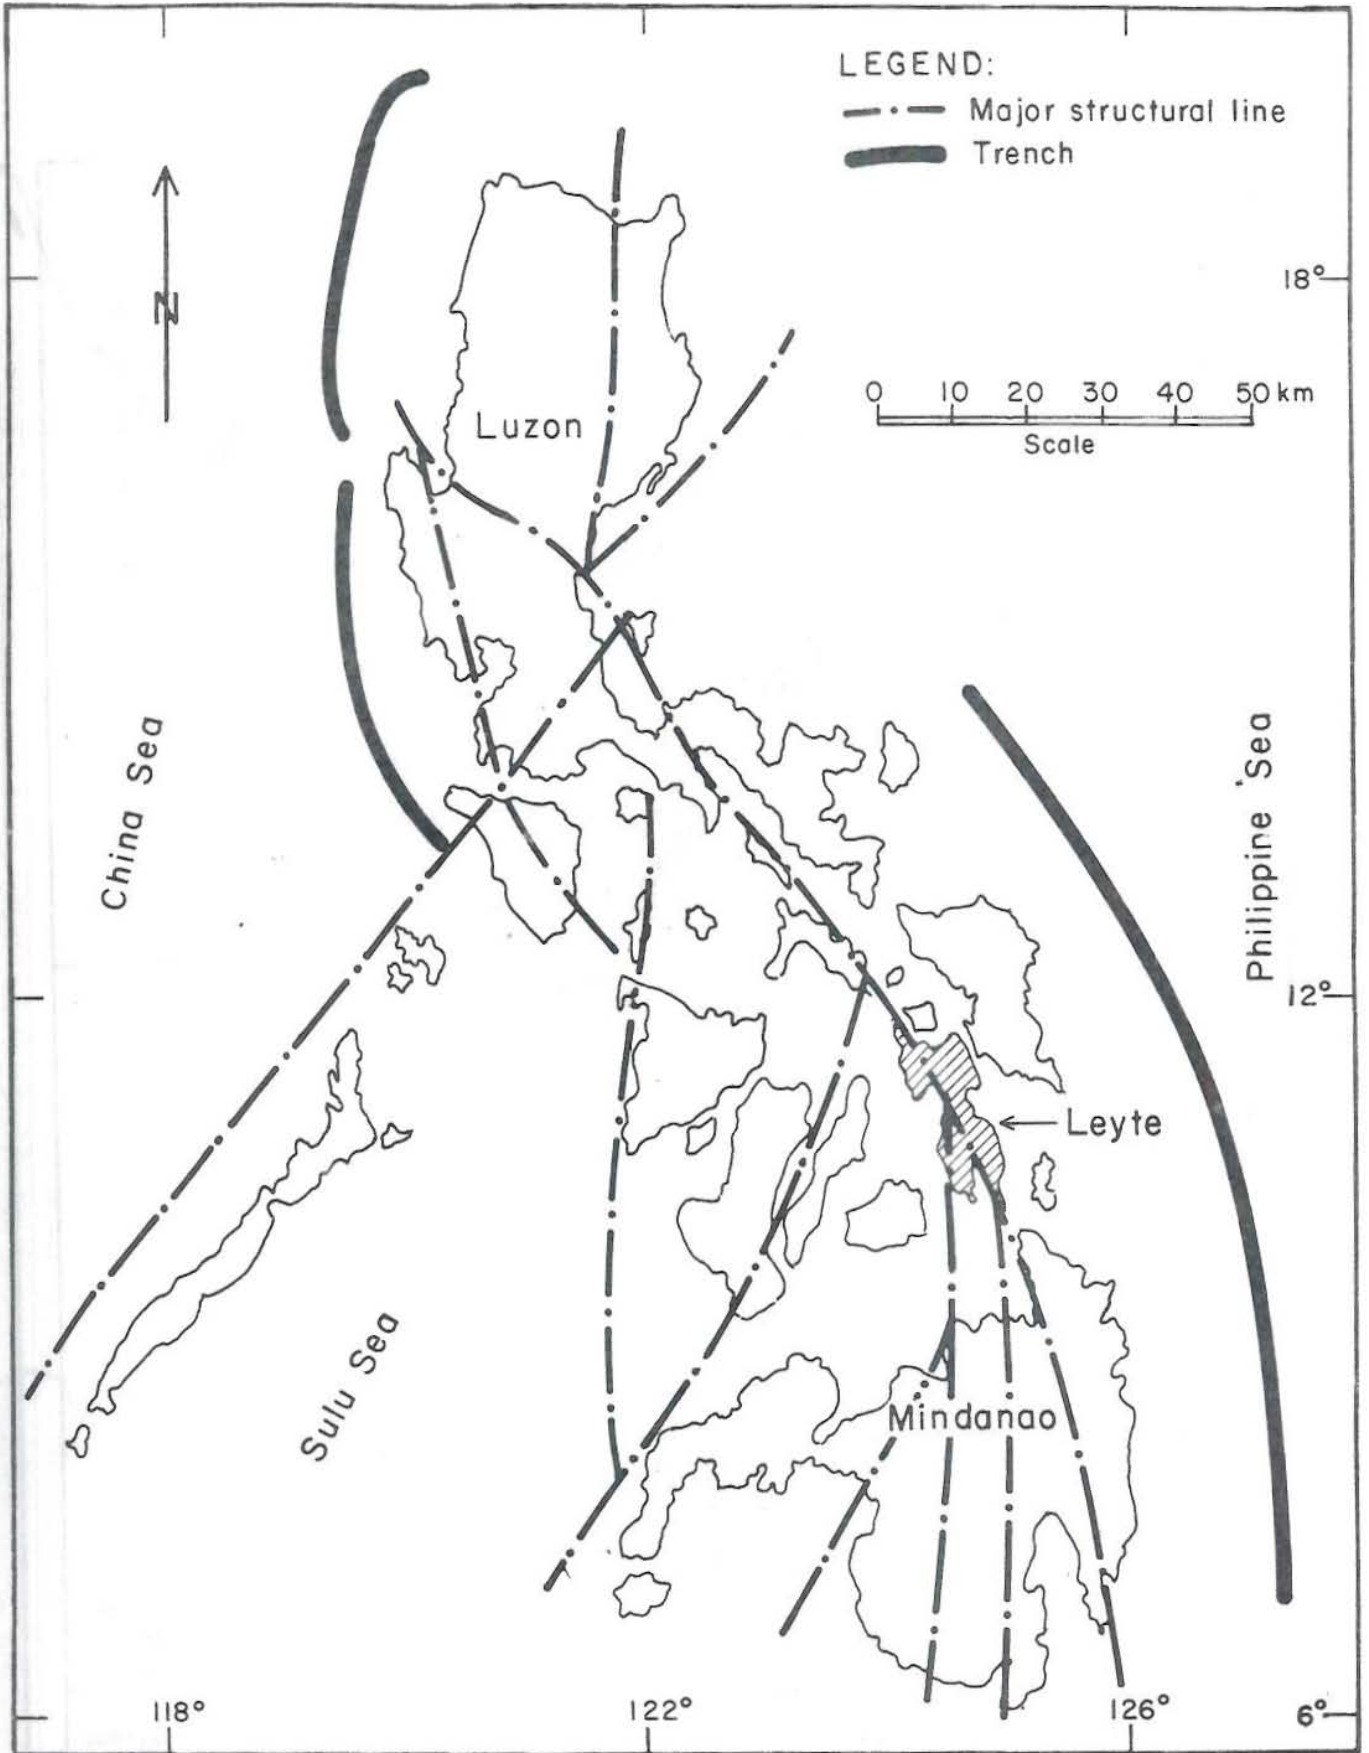 LEGEND:
Major structural line
Trench
N
18°
0 10 20 30 40 50 km
Scale
Luzon
China Sea
Philippine Sea
12°
Leyte
Sulu Sea
Mindanao
118°
122°
126°
6°